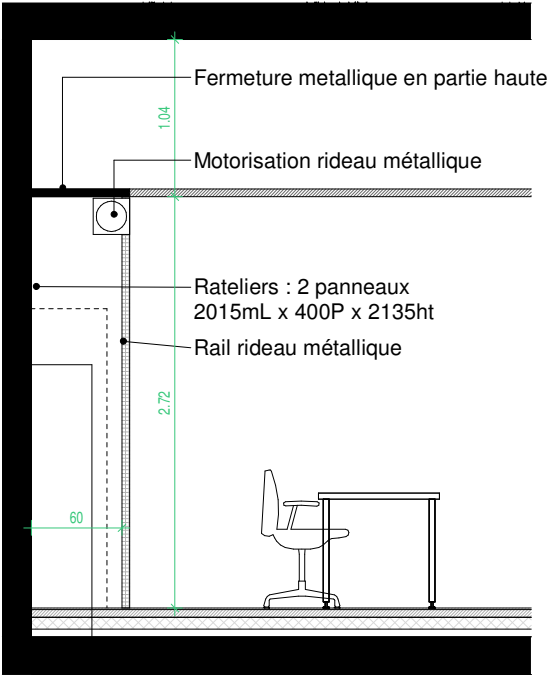 Fermeture metallique en partie haute
1.04
Motorisation rideau métallique
Rateliers : 2 panneaux
2015mL x 400P x 2135ht
Rail rideau métallique
2.72
60